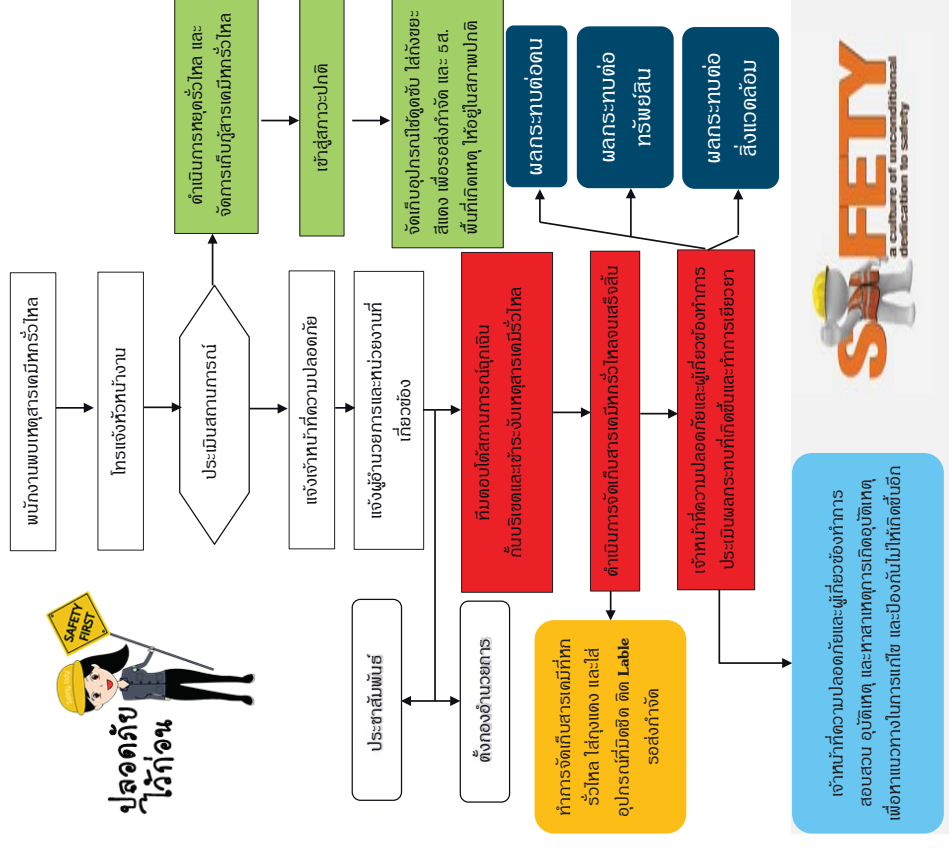 พนักงานพบเหตุสารเคมีหกรั่วไหล
โทรแจ้งหัวหน้างาน
ประเมินสถานการณ์
ดำเนินการหยุดรั่วไหล และ
จัดการเก็บกู้สารเคมีหกรั่วไหล
เข้าสู่สภาวะปกติ
จัดเก็บอุปกรณ์ใช้ดูดซับ ใส่ถังขยะ
สีแดง เพื่อรอส่งกำจัด และ 5ส.
พื้นที่เกิดเหตุ ให้อยู่ในสภาพปกติ
แจ้งเจ้าหน้าที่ความปลอดภัย
แจ้งผู้อำนวยการและหน่วยงานที่
เกี่ยวข้อง
ประชาสัมพันธ์
ตั้งกองอำนวยการ
ทีมตอบโต้สถานการณ์ฉุกเฉิน
กั้นบริเขตและเข้าระงับเหตุสารเคมีรั่วไหล
ดำเนินการจัดเก็บสารเคมีหกรั่วไหลจนเสร็จสิ้น
ทำการจัดเก็บสารเคมีที่หก
รั่วไหล ใส่ถุงแดง และใส่
อุปกรณ์ที่มิดชิด ติด Lable
รอส่งกำจัด
เจ้าหน้าที่ความปลอดภัยและผู้เกี่ยวข้องทำการ
ประเมินผลกระทบที่เกิดขึ้นและทำการเยียวยา
ผลกระทบต่อคน
ผลกระทบต่อ
ทรัพย์สิน
ผลกระทบต่อ
สิ่งแวดล้อม
เจ้าหน้าที่ความปลอดภัยและผู้เกี่ยวข้องทำการ
สอบสวน อุบัติเหตุ และหาสาเหตุการเกิดอุบัติเหตุ
เพื่อหาแนวทางในการแก้ไข และป้องกันไม่ให้เกิดขึ้นอีก
SAFETY
FIRST
ปลอดภัย
ไว้ก่อน
SAFETY
a culture of unconditional
dedication to safety